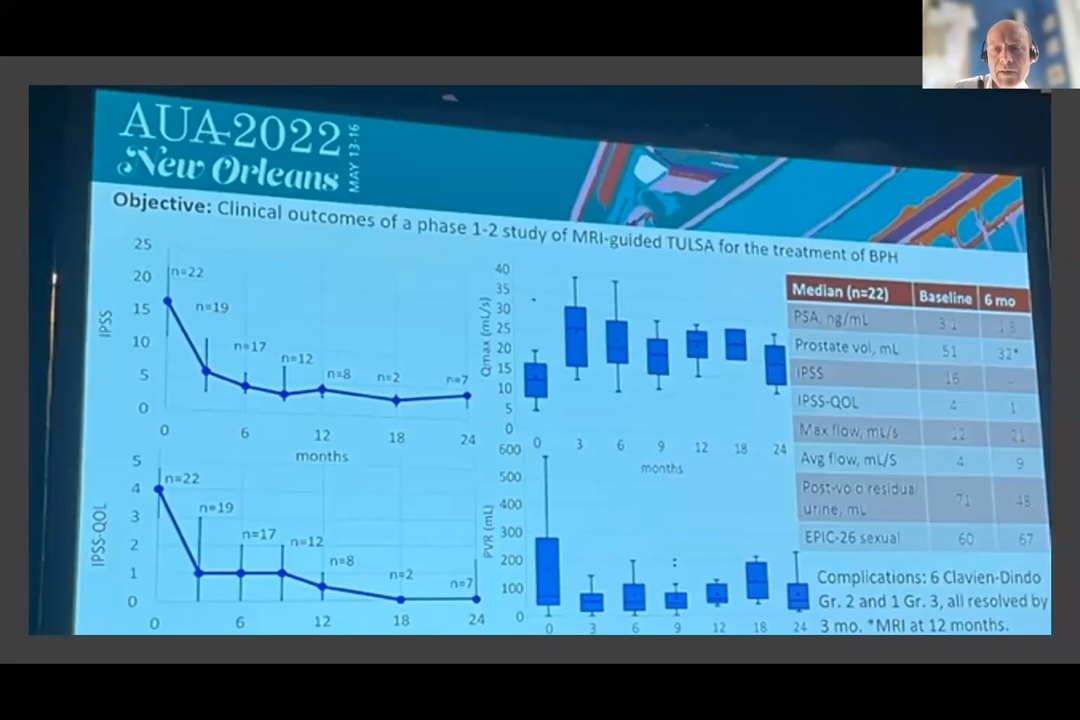 AUA-2022
New Orleans
MAY 13-16
Objective: Clinical outcomes of a phase 1-2 study of MRI-guided TULSA for the treatment of BPH
IPSS
25
20
15
10
5
0
n=22
n=19
n=17
n=12
n=8
n=2
n=7
0 6 12 18 24
months
IPSS-QOL
5
4
3
2
1
0
n=22
n=19
n=17
n=12
n=8
n=2
n=7
0 6 12 18 24
Qmax (mL/s)
40
35
30
25
20
15
10
5
0
0 3 6 9 12 18 24
months
PVR (mL)
600
500
400
300
200
100
0
0 3 6 9 12 18 24
Median (n=22) Baseline 6 mo
PSA, ng/mL 3.1 1.8
Prostate vol, mL 51 32*
IPSS 16
IPSS-QOL 4 1
Max flow, mL/s 12 21
Avg flow, mL/S 4 9
Post-void residual
urine, mL 71 48
EPIC-26 sexual 60 67
Complications: 6 Clavien-Dindo
Gr. 2 and 1 Gr. 3, all resolved by
3 mo. *MRI at 12 months.